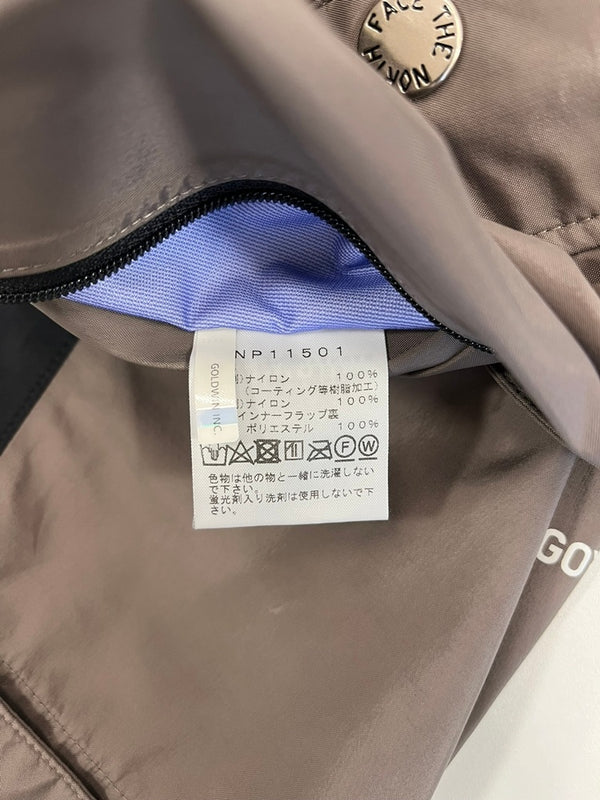 THE NORTH FACE
NP11501
GOLDWIN INC.
)ナイロン 100%
(コーティング等樹脂加工)
)ナイロン 100%
インナーフラップ裏
ポリエステル 100%
F W
色物は他の物と一緒に洗濯しない
で下さい。
蛍光剤入り洗剤は使用しないで下
さい。
GO